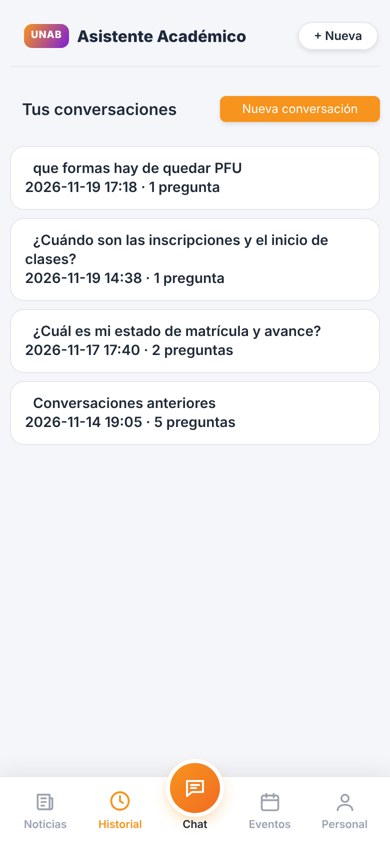 UNAB Asistente Académico + Nueva
Tus conversaciones Nueva conversación
que formas hay de quedar PFU
2026-11-19 17:18 · 1 pregunta
¿Cuándo son las inscripciones y el inicio de
clases?
2026-11-19 14:38 · 1 pregunta
¿Cuál es mi estado de matrícula y avance?
2026-11-17 17:40 · 2 preguntas
Conversaciones anteriores
2026-11-14 19:05 · 5 preguntas
Noticias Historial Chat Eventos Personal